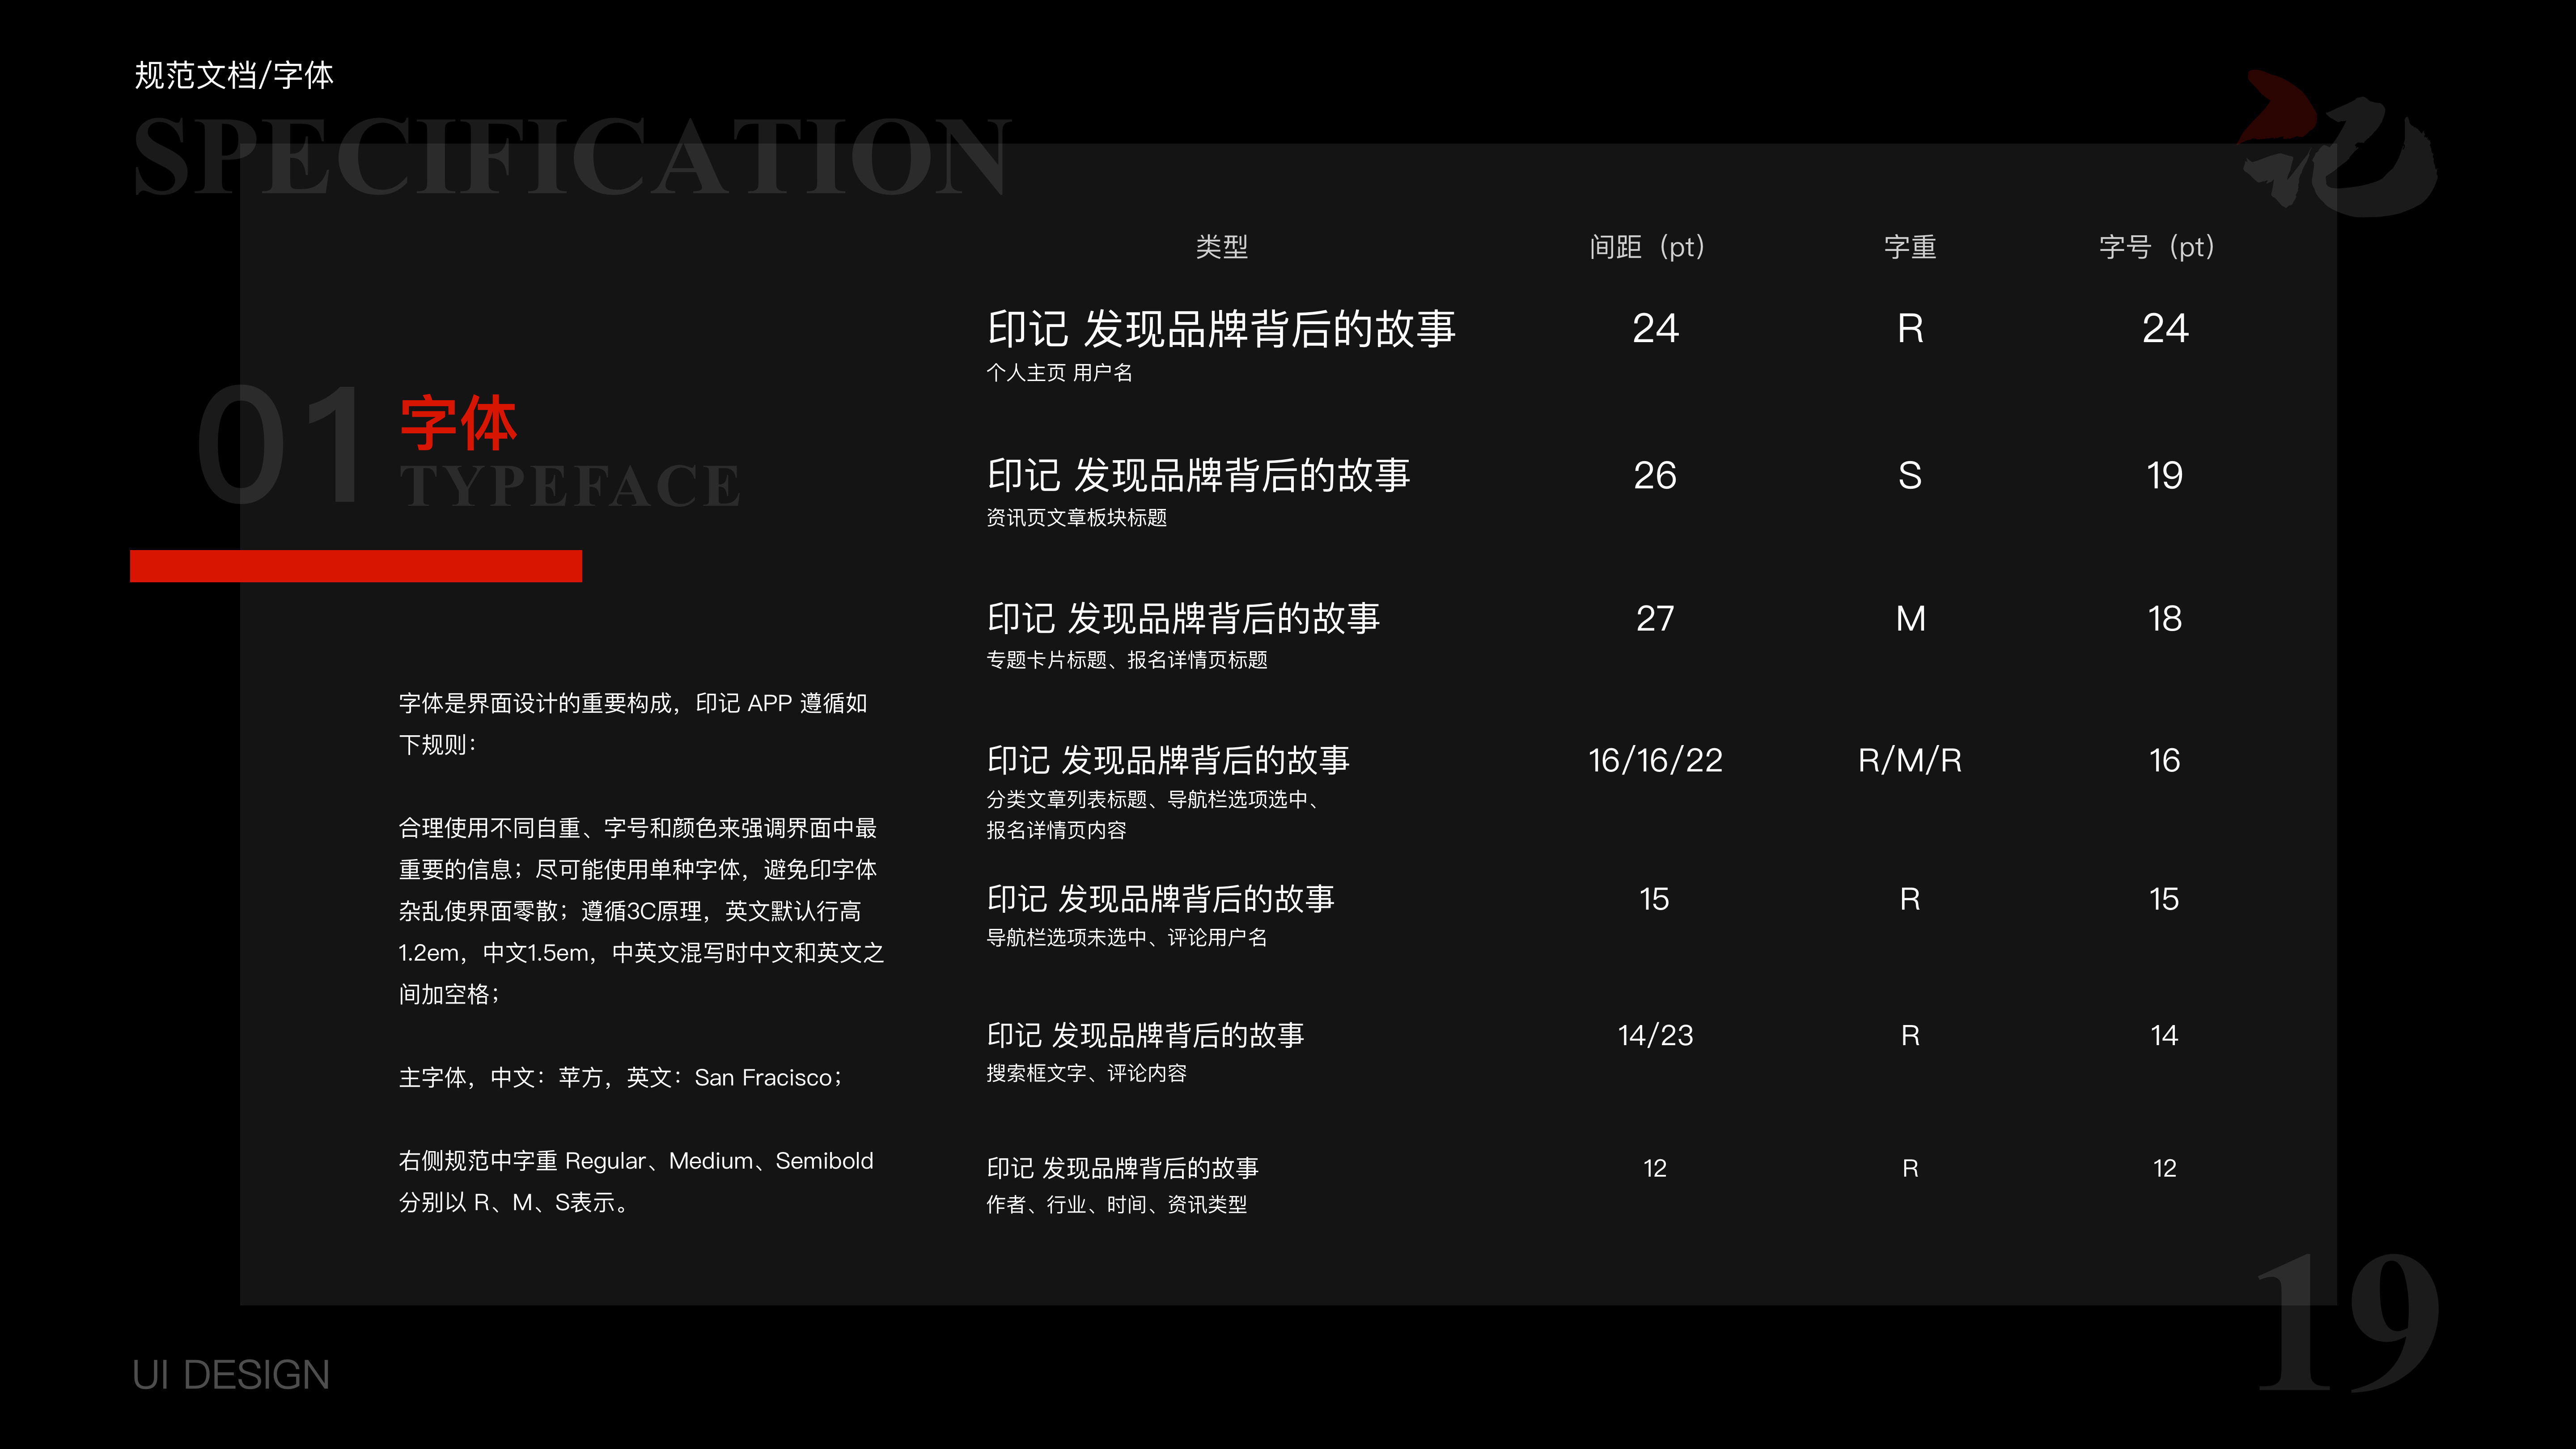 规范文档/字体
SPECIFICATION
记
01
字体
TYPEFACE
字体是界面设计的重要构成，印记 APP 遵循如
下规则：
合理使用不同自重、字号和颜色来强调界面中最
重要的信息；尽可能使用单种字体，避免印字体
杂乱使界面零散；遵循3C原理，英文默认行高
1.2em，中文1.5em，中英文混写时中文和英文之
间加空格；
主字体，中文：苹方，英文：San Fracisco；
右侧规范中字重 Regular、Medium、Semibold
分别以 R、M、S表示。
类型 间距（pt） 字重 字号（pt）
印记 发现品牌背后的故事 24 R 24
个人主页 用户名
印记 发现品牌背后的故事 26 S 19
资讯页文章板块标题
印记 发现品牌背后的故事 27 M 18
专题卡片标题、报名详情页标题
印记 发现品牌背后的故事 16/16/22 R/M/R 16
分类文章列表标题、导航栏选项选中、
报名详情页内容
印记 发现品牌背后的故事 15 R 15
导航栏选项未选中、评论用户名
印记 发现品牌背后的故事 14/23 R 14
搜索框文字、评论内容
印记 发现品牌背后的故事 12 R 12
作者、行业、时间、资讯类型
UI DESIGN
19